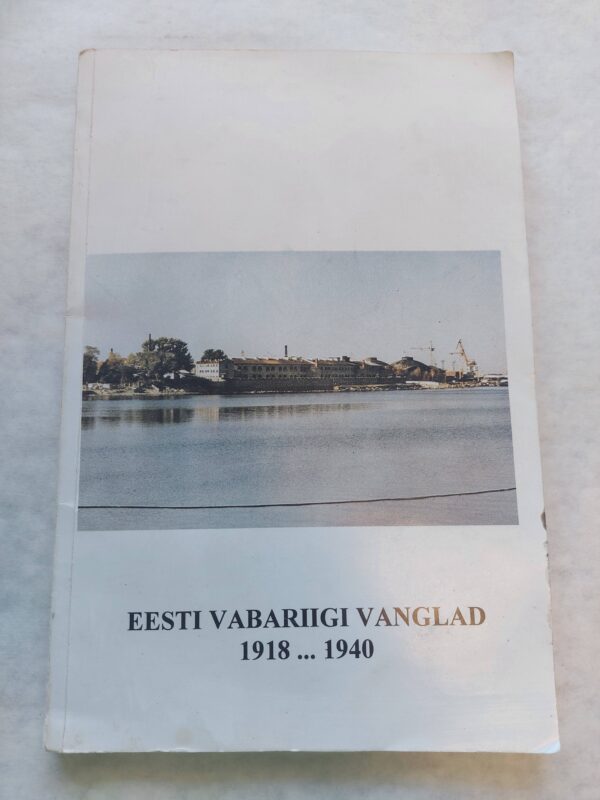 EESTI VABARIIGI VANGLAD
1918 ... 1940